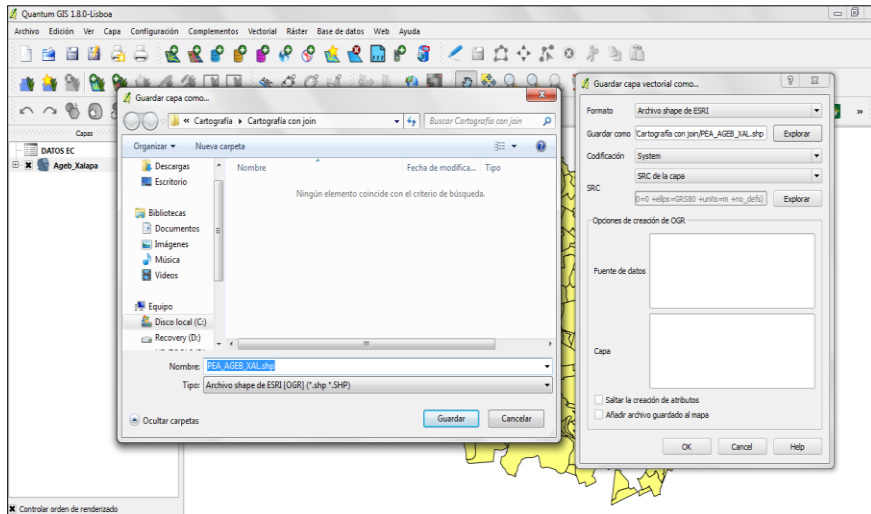 Quantum GIS 1.8.0-Lisboa
Archivo Edición Ver Capa Configuración Complementos Vectorial Ráster Base de datos Web Ayuda
Capas
DATOS EC
Ageb_Xalapa
Controlar orden de renderizado
Guardar capa como...
« Cartografía ▸ Cartografía con join
Buscar Cartografía con join
Organizar Nueva carpeta
Nombre Fecha de modifica... Tipo
Ningún elemento coincide con el criterio de búsqueda.
Descargas
Escritorio
Bibliotecas
Documentos
Imágenes
Música
Vídeos
Equipo
Disco local (C:)
Recovery (D:)
Nombre: PEA_AGEB_XAL.shp
Tipo: Archivo shape de ESRI [OGR] (*.shp *.SHP)
Ocultar carpetas
Guardar Cancelar
Guardar capa vectorial como...
Formato Archivo shape de ESRI
Guardar como Cartografía con join/PEA_AGEB_XAL.shp Explorar
Codificación System
SRC de la capa
SRC
0=0 +ellps=GRS80 +units=m +no_defs) Explorar
Opciones de creación de OGR
Fuente de datos
Capa
Saltar la creación de atributos
Añadir archivo guardado al mapa
OK Cancel Help